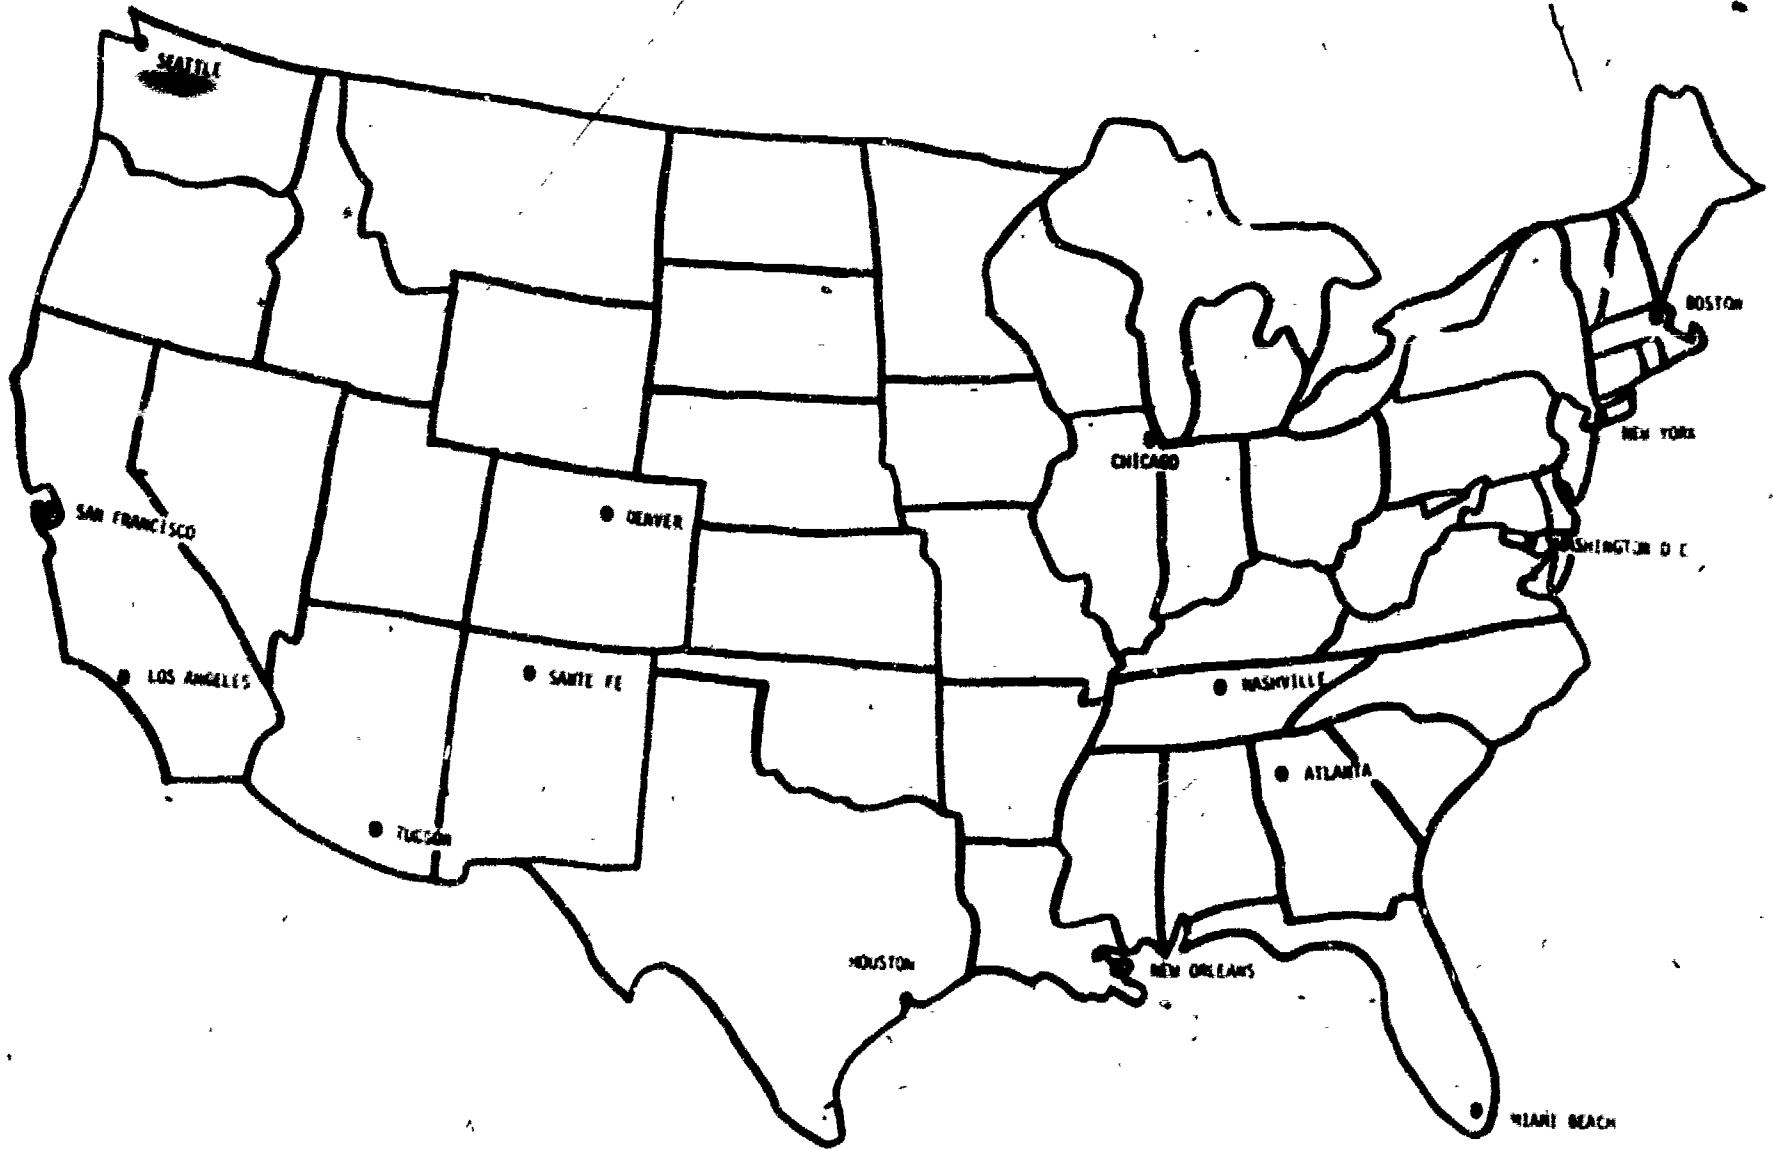 SEATTLE
BOSTON
NEW YORK
CHICAGO
SAN FRANCISCO
DENVER
WASHINGTON D C
LOS ANGELES
SANTE FE
NASHVILLE
ATLANTA
TUCSON
HOUSTON
NEW ORLEANS
MIAMI BEACH